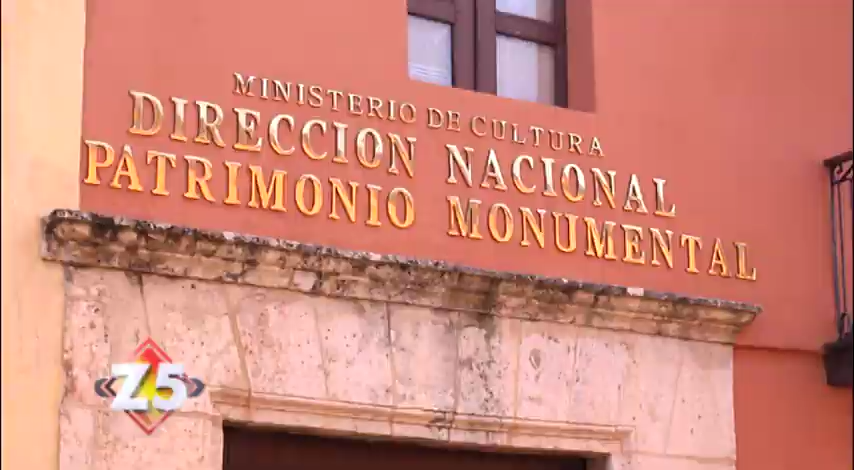 MINISTERIO DE CULTURA
DIRECCION NACIONAL
PATRIMONIO MONUMENTAL
Z5